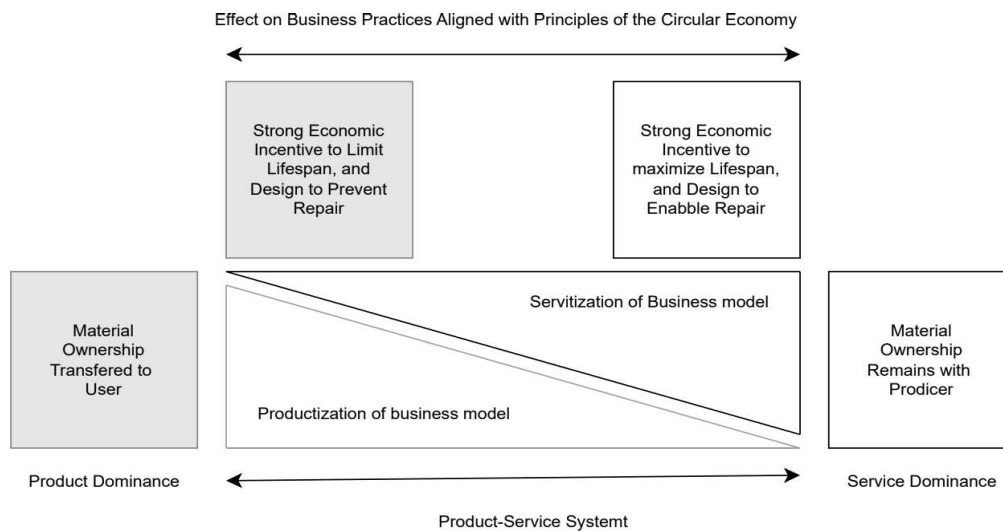 Effect on Business Practices Aligned with Principles of the Circular Economy
Strong Economic
Incentive to Limit
Lifespan, and
Design to Prevent
Repair
Strong Economic
Incentive to
maximize Lifespan,
and Design to
Enabble Repair
Material
Ownership
Transfered to
User
Servitization of Business model
Productization of business model
Material
Ownership
Remains with
Prodicer
Product Dominance
Service Dominance
Product-Service Systemt